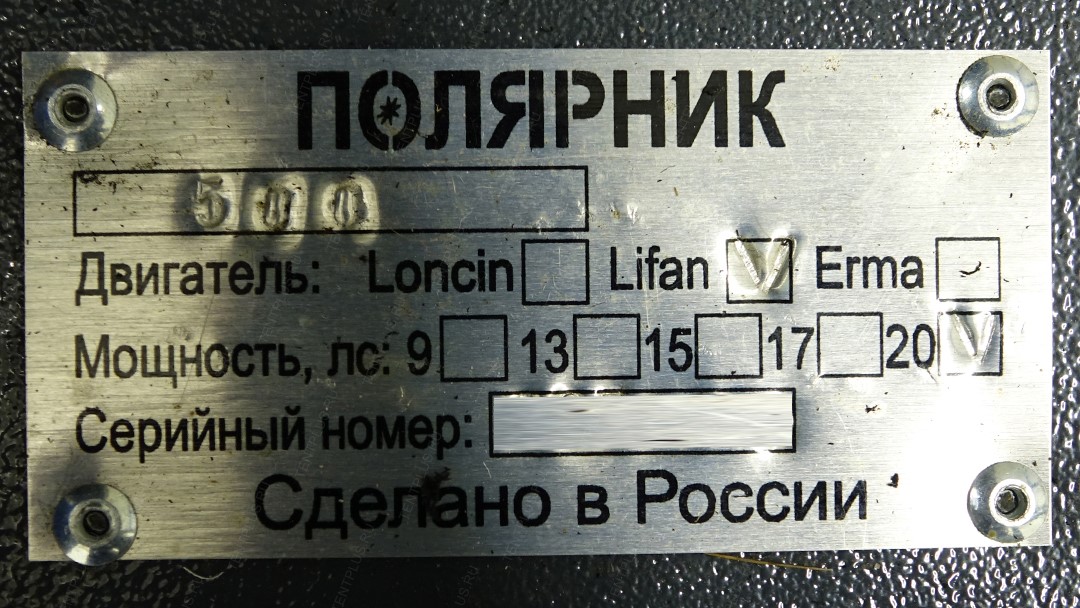 ПОЛЯРНИК
500
Двигатель: Loncin Lifan V Erma
Мощность, лс: 9 13 15 17 20 V
Серийный номер:
Сделано в России